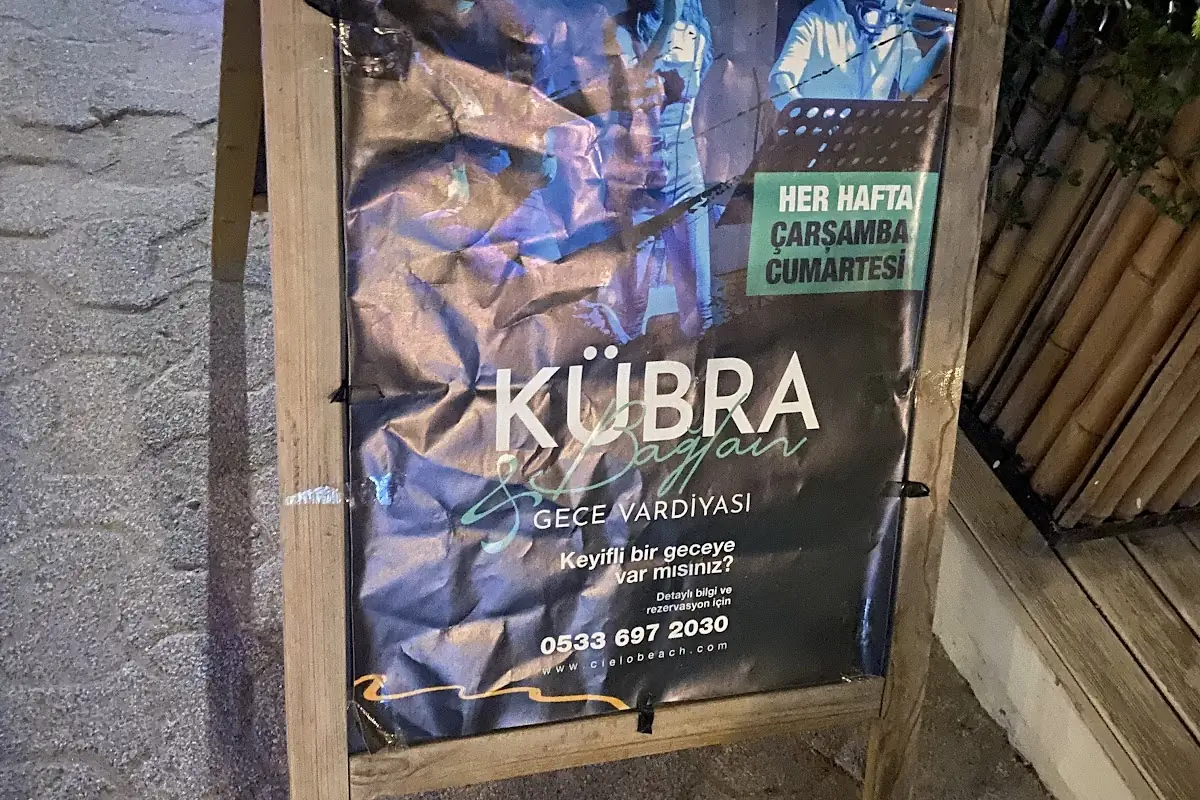 HER HAFTA
ÇARŞAMBA
CUMARTESİ
KÜBRA
Bağlan
& GECE VARDİYASI
Keyifli bir geceye
var mısınız?
Detaylı bilgi ve
rezervasyon için
0533 697 2030
www.cielobeach.com